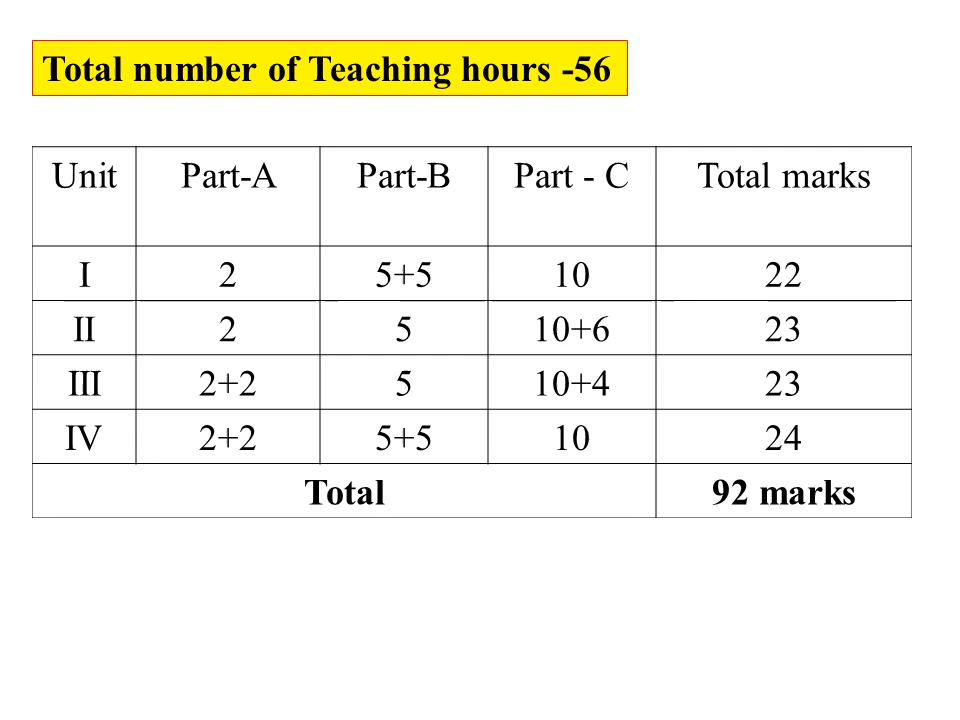 Total number of Teaching hours -56
Unit Part-A Part-B Part - C Total marks
I 2 5+5 10 22
II 2 5 10+6 23
III 2+2 5 10+4 23
IV 2+2 5+5 10 24
Total 92 marks